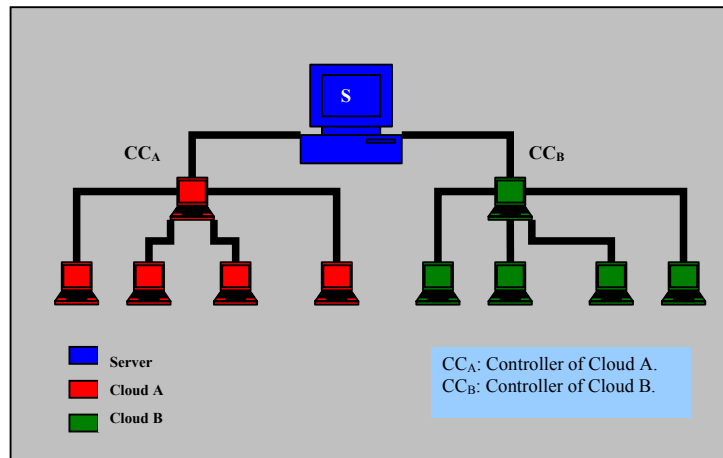 S
CCA
CCB
Server
Cloud A
Cloud B
CCA: Controller of Cloud A.
CCB: Controller of Cloud B.